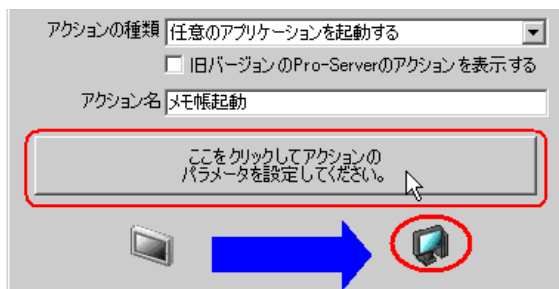 アクションの種類 任意のアプリケーションを起動する
旧バージョンのPro-Serverのアクションを表示する
アクション名 メモ帳起動
ここをクリックしてアクションの
パラメータを設定してください。